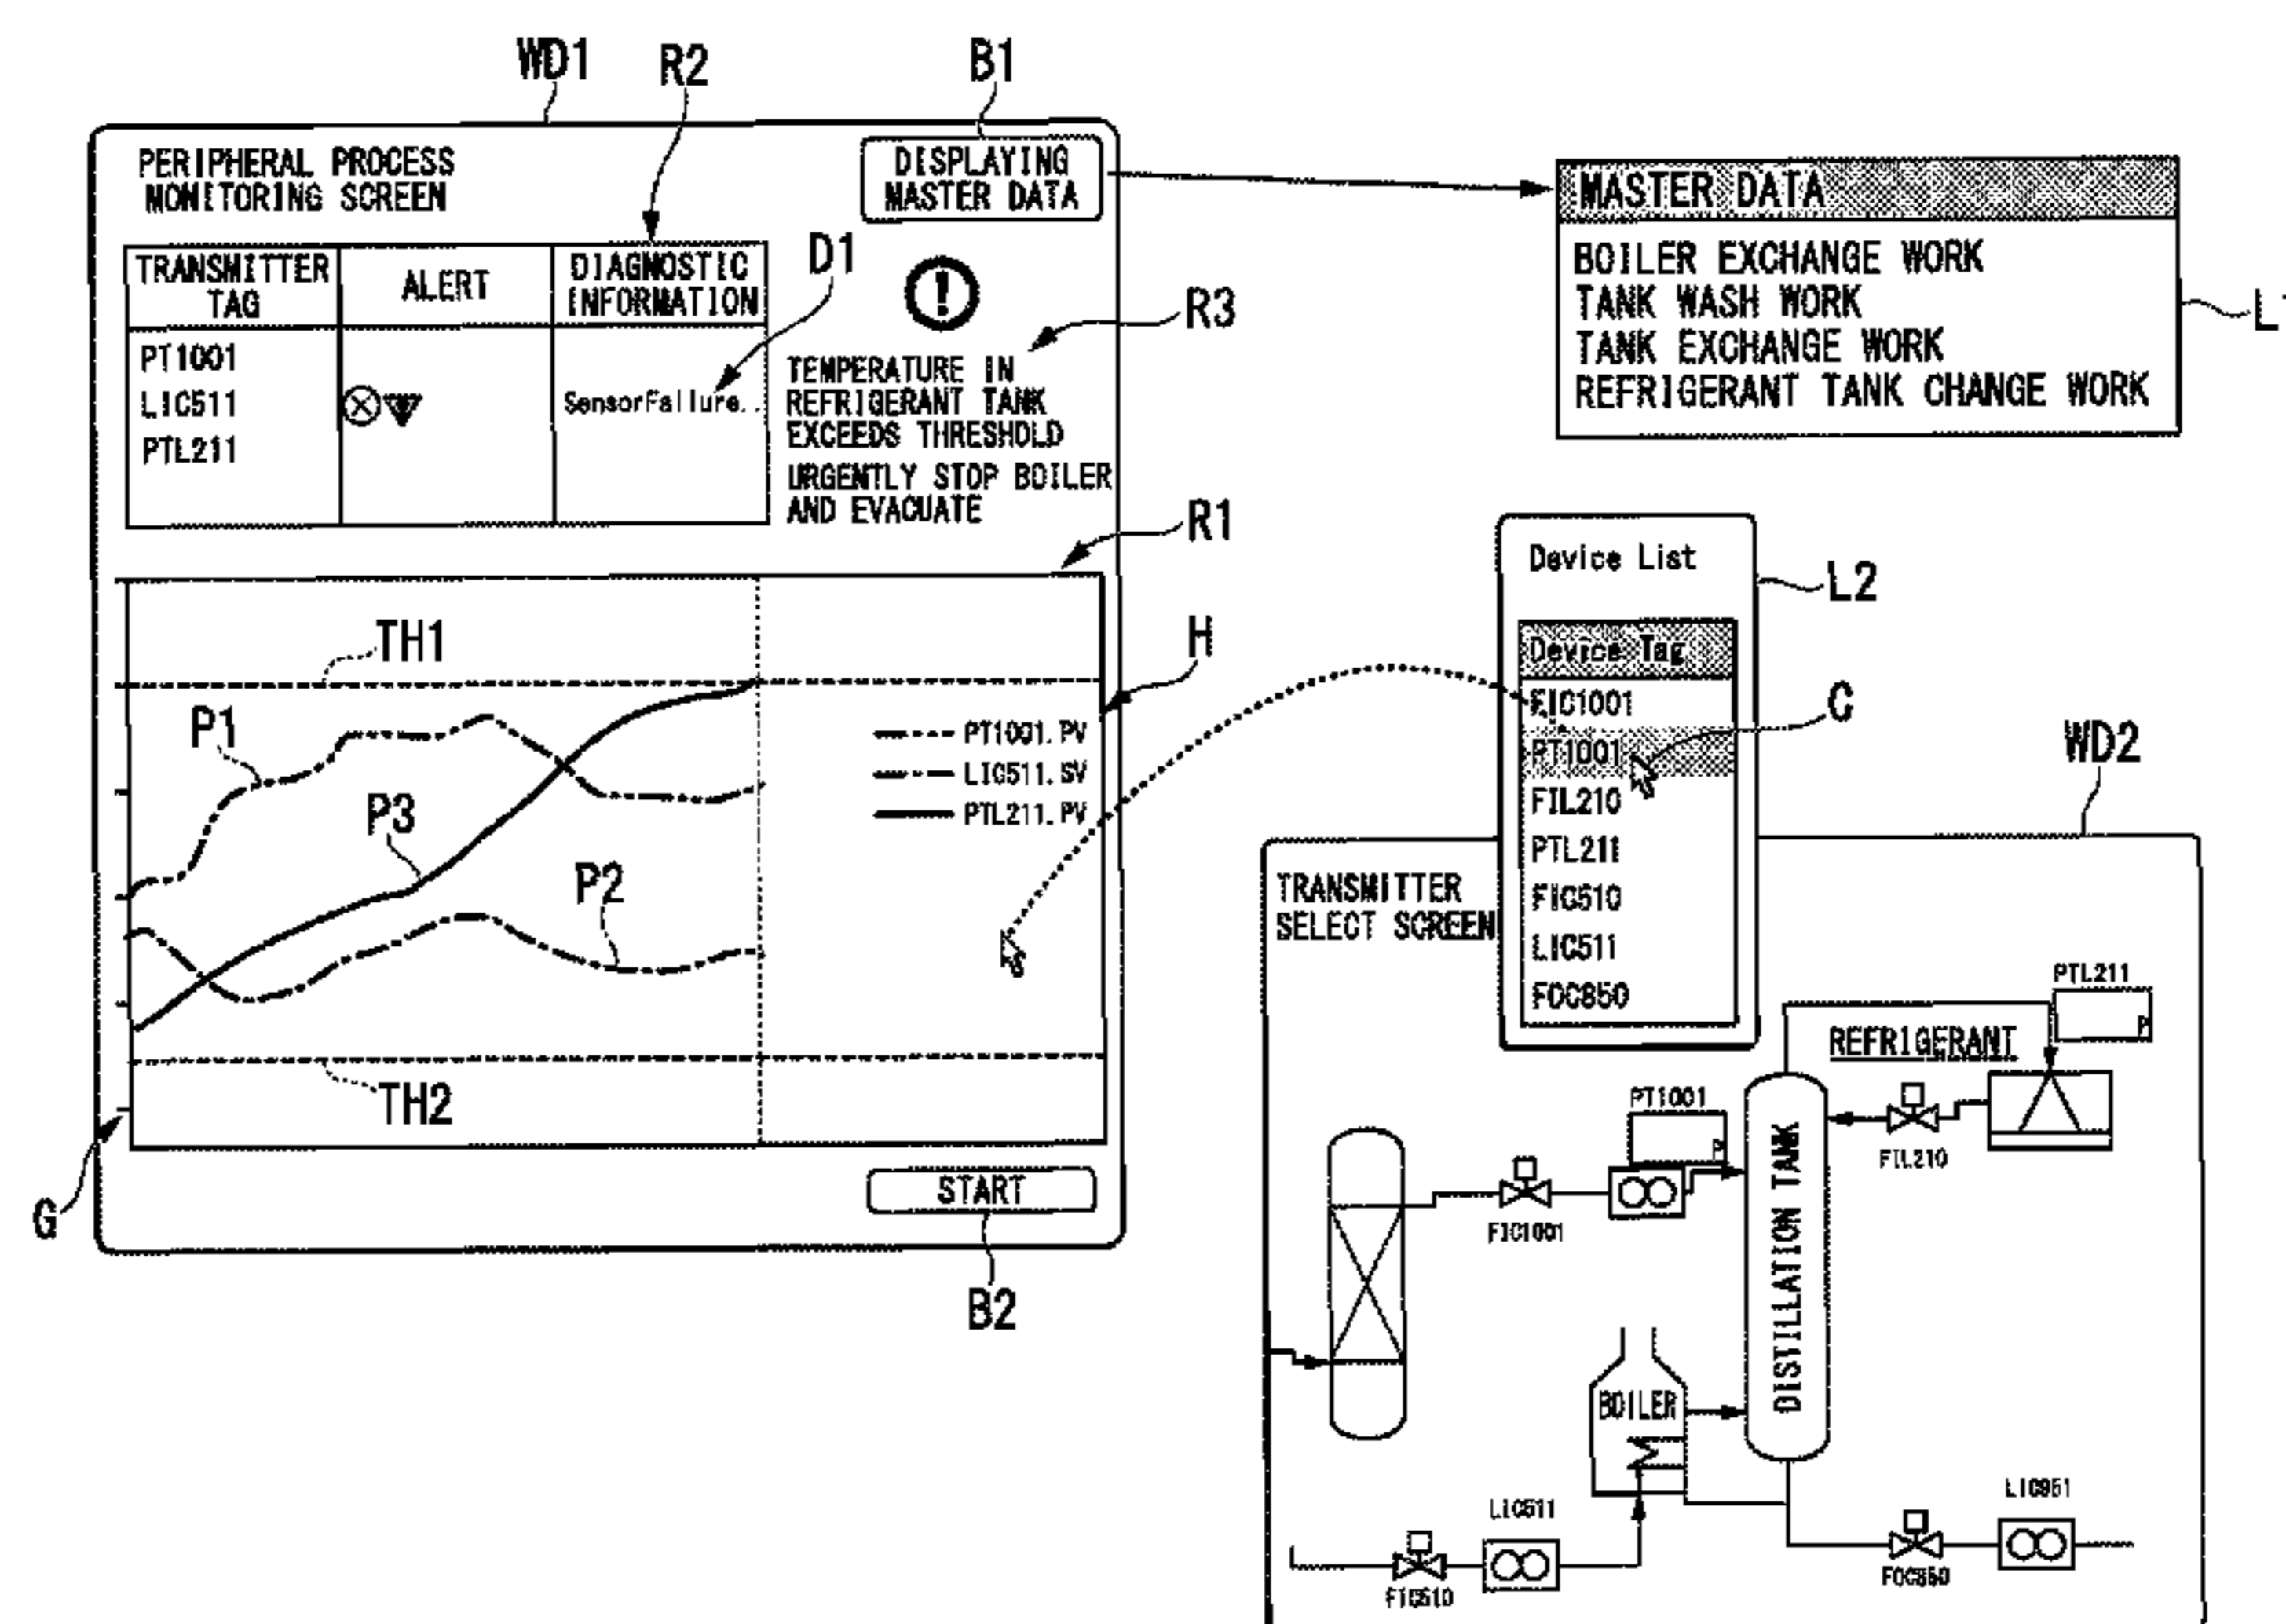 WD1
R2
B1
PERIPHERAL PROCESS
MONITORING SCREEN
DISPLAYING
MASTER DATA
TRANSMITTER
TAG
ALERT
DIAGNOSTIC
INFORMATION
D1
PT1001
LIC511
PTL211
SensorFailure..
R3
TEMPERATURE IN
REFRIGERANT TANK
EXCEEDS THRESHOLD
URGENTLY STOP BOILER
AND EVACUATE
R1
TH1
H
P1
PT1001.PV
LIC511.SV
PTL211.PV
P3
P2
TH2
G
START
B2
MASTER DATA
BOILER EXCHANGE WORK
TANK WASH WORK
TANK EXCHANGE WORK
REFRIGERANT TANK CHANGE WORK
Device List
L2
Device Tag
FIC1001
PT1001
FIL210
PTL211
FIC510
LIC511
FOC850
C
WD2
TRANSMITTER
SELECT SCREEN
PTL211
P
REFRIGERANT
PT1001
P
FIL210
FIC1001
DISTILLATION TANK
BOILER
LIC511
LIC951
FIC510
FOC850